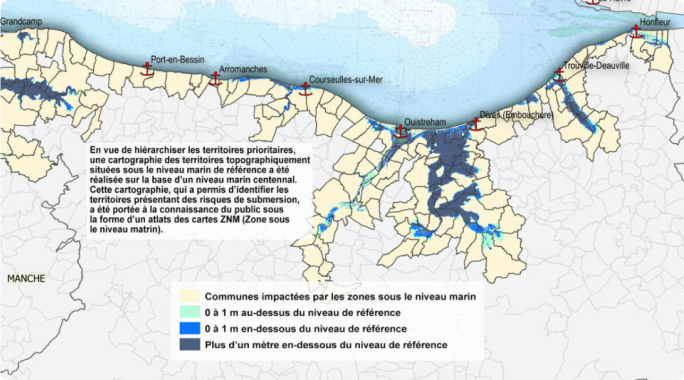 Grandcamp
Port-en-Bessin
Arromanches
Courseulles-sur-Mer
Ouistreham
Dives (Embouchure)
Trouville-Deauville
Honfleur
En vue de hiérarchiser les territoires prioritaires,
une cartographie des territoires topographiquement
situées sous le niveau marin de référence a été
réalisée sur la base d'un niveau marin centennal.
Cette cartographie, qui a permis d'identifier les
territoires présentant des risques de submersion,
a été portée à la connaissance du public sous
la forme d'un atlats des cartes ZNM (Zone sous
le niveau matrin).
MANCHE
Communes impactées par les zones sous le niveau marin
0 à 1 m au-dessus du niveau de référence
0 à 1 m en-dessous du niveau de référence
Plus d'un mètre en-dessous du niveau de référence